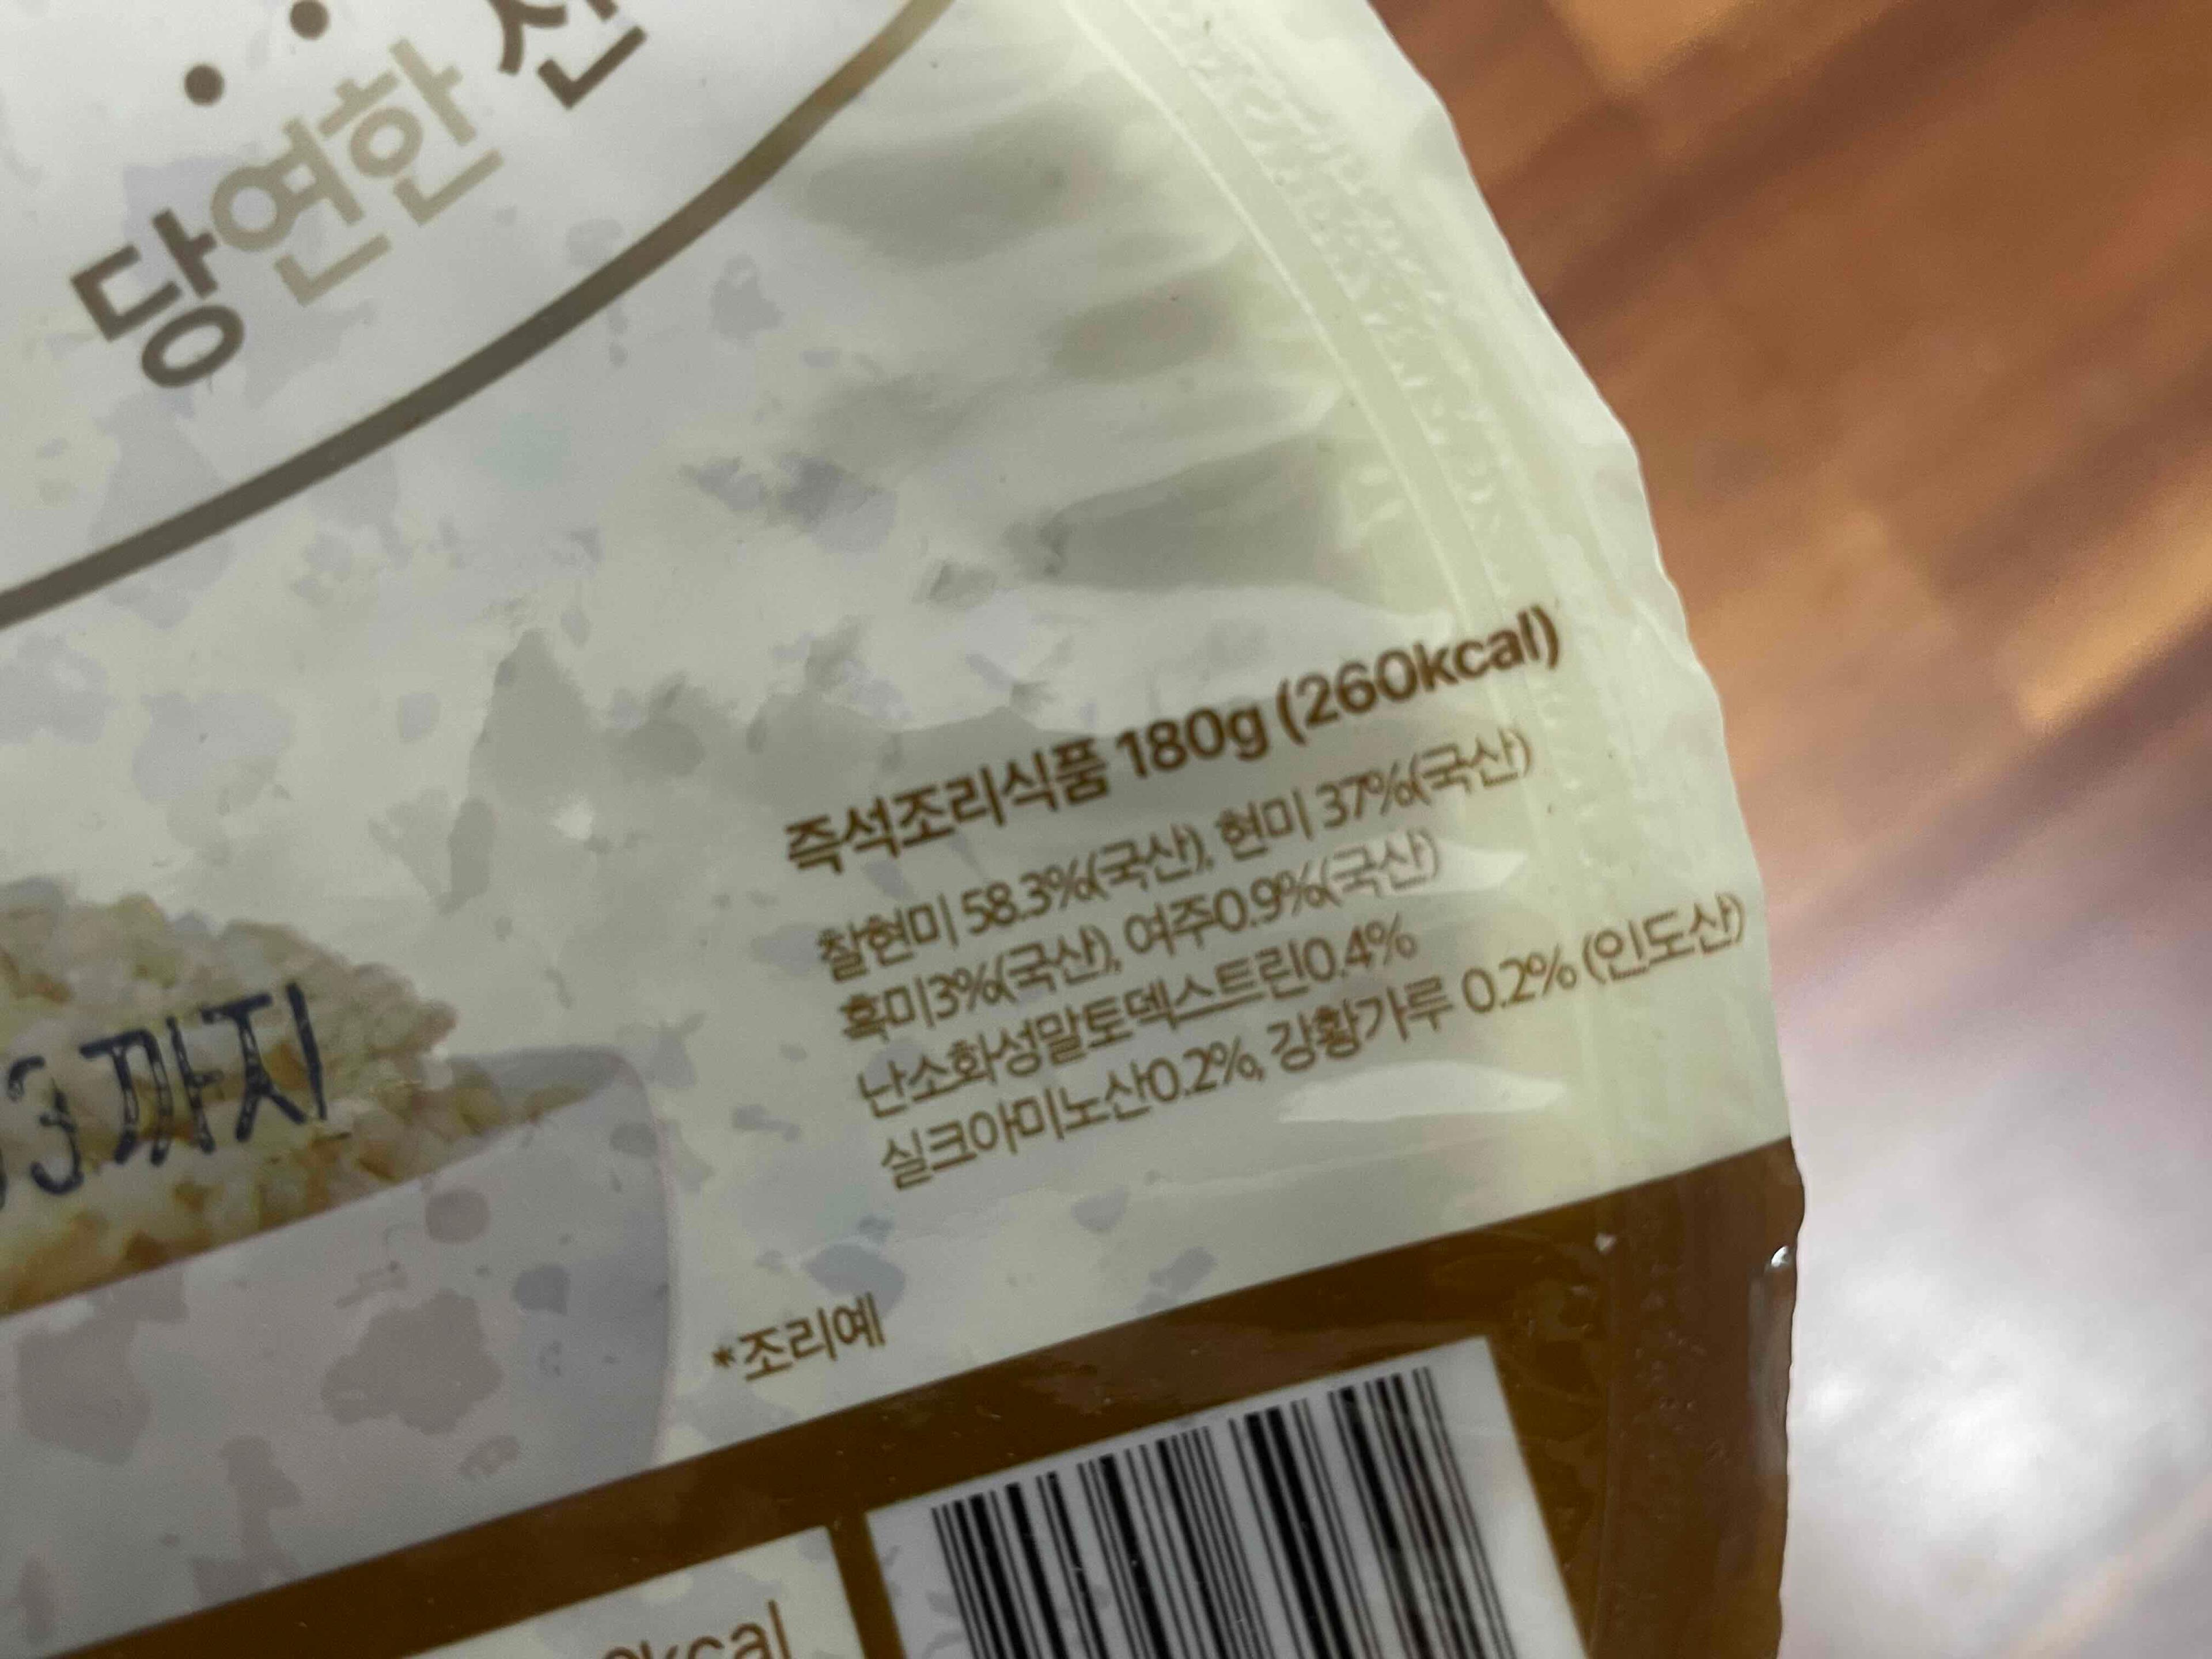 당연한
즉석조리식품 180g (260kcal)
찰현미 58.3%(국산), 현미 37%(국산)
흑미3%(국산), 여주0.9%(국산)
난소화성말토덱스트린0.4%
실크아미노산0.2%, 강황가루 0.2% (인도산)
3 까지
*조리예
kcal